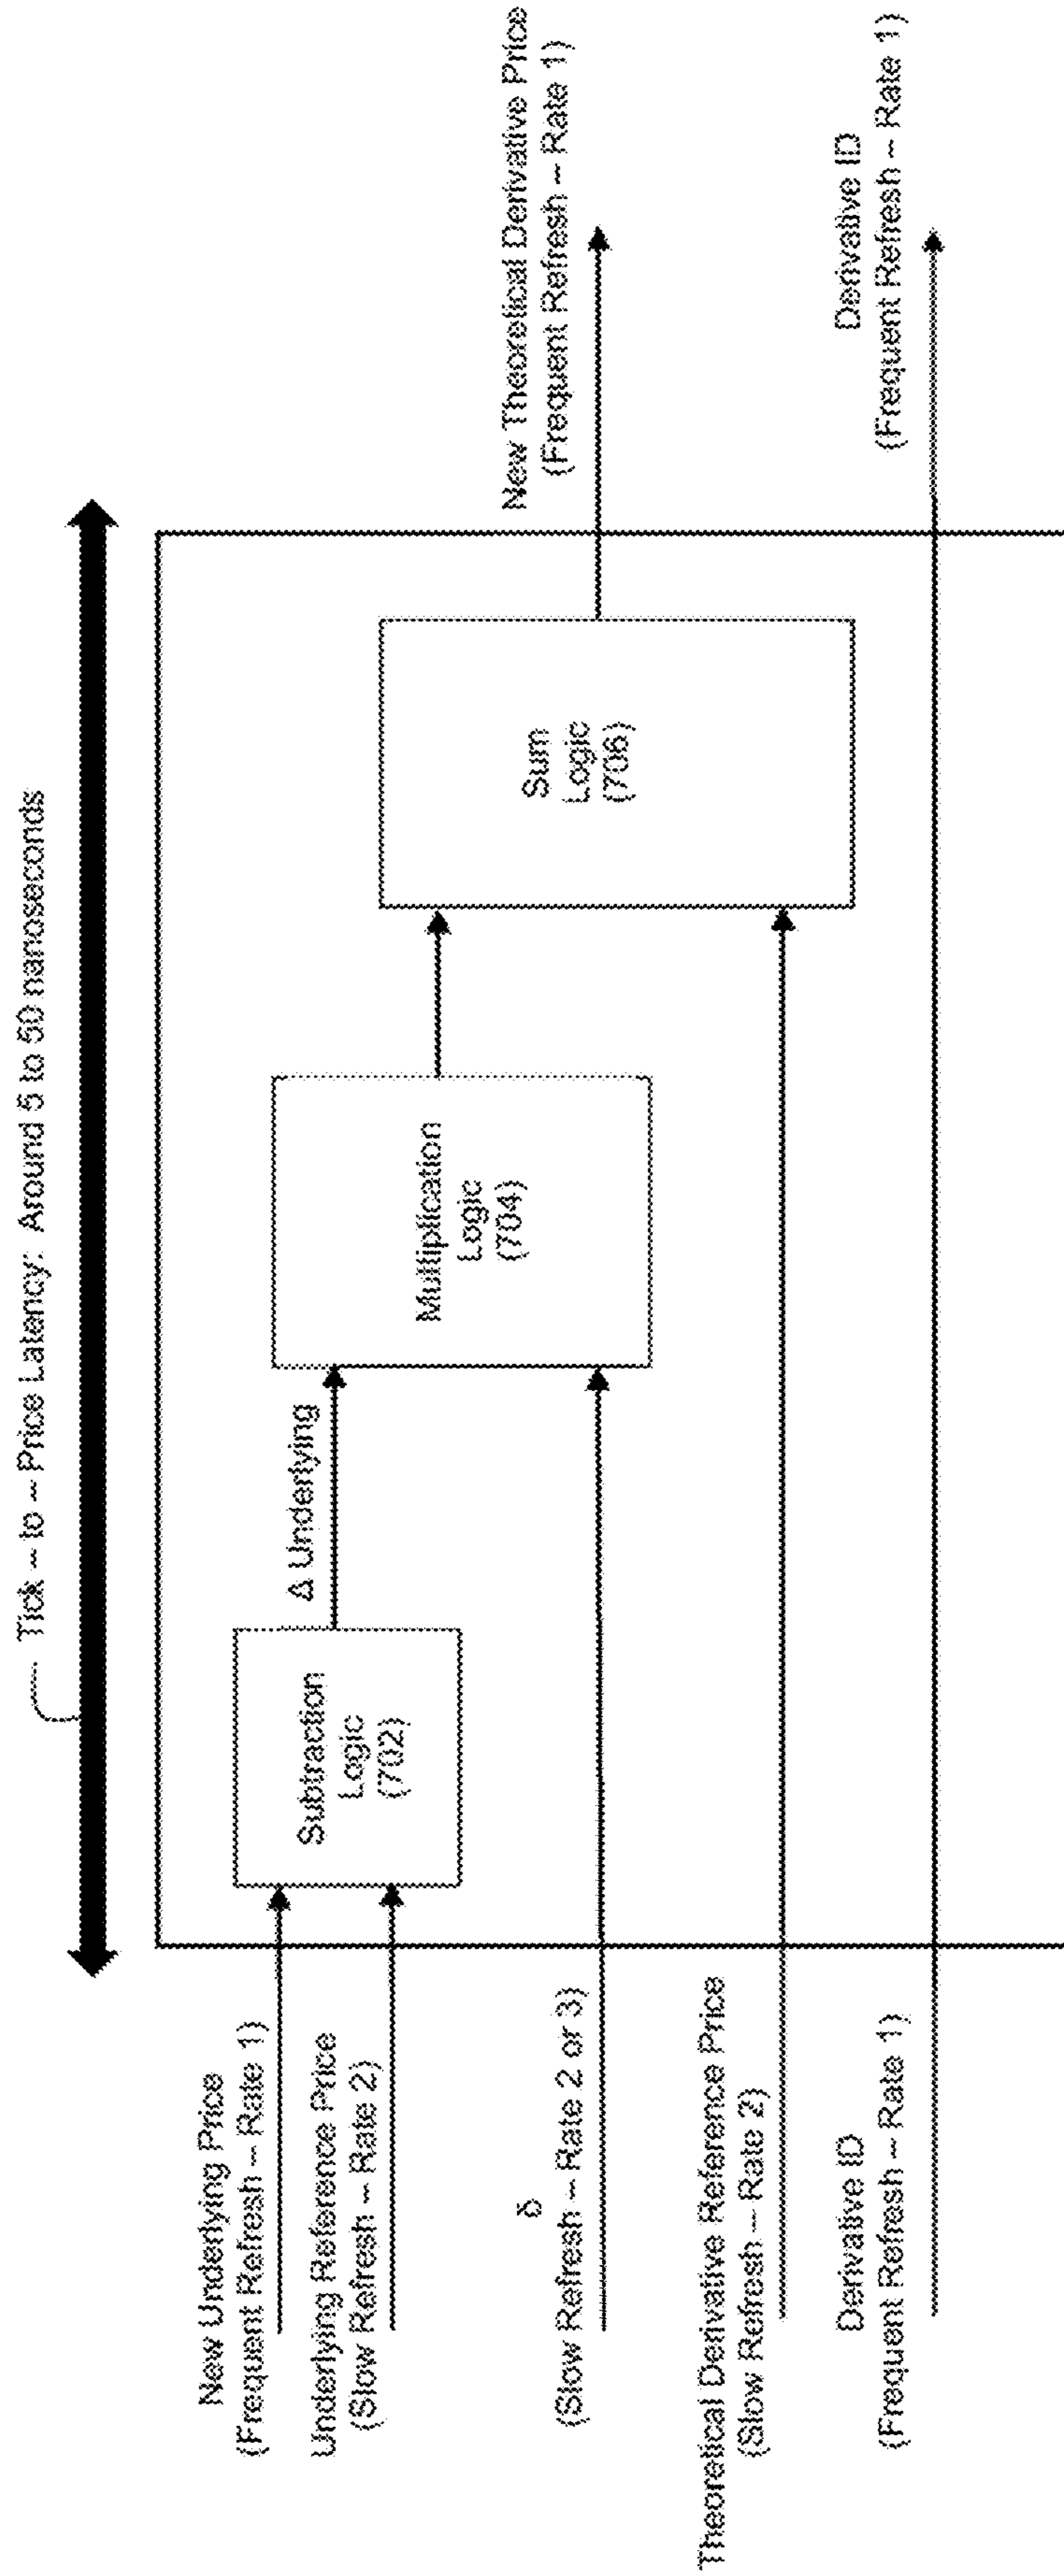 Tick -- to -- Price Latency: Around 5 to 50 nanoseconds
New Underlying Price
(Frequent Refresh -- Rate 1)
Underlying Reference Price
(Slow Refresh -- Rate 2)
δ
(Slow Refresh -- Rate 2 or 3)
Theoretical Derivative Reference Price
(Slow Refresh -- Rate 2)
Derivative ID
(Frequent Refresh -- Rate 1)
Subtraction
Logic
(702)
Δ Underlying
Multiplication
Logic
(704)
Sum
Logic
(706)
New Theoretical Derivative Price
(Frequent Refresh -- Rate 1)
Derivative ID
(Frequent Refresh -- Rate 1)